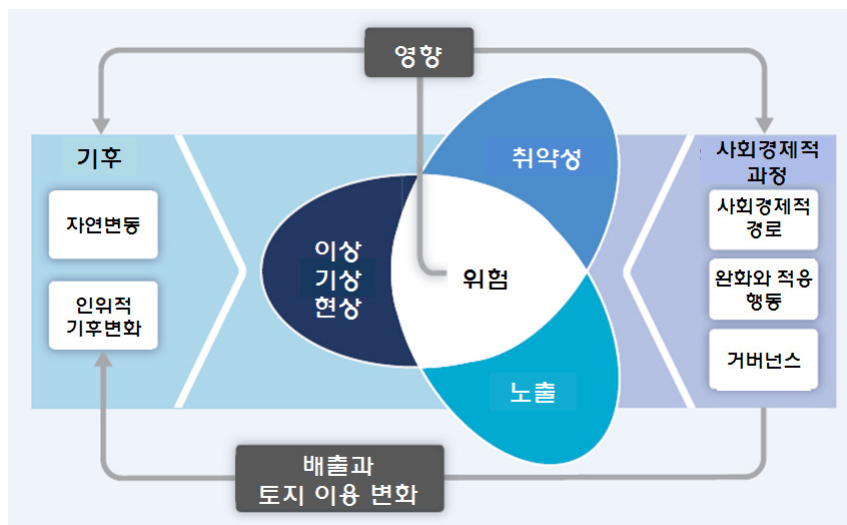 영향
기후
자연변동
인위적
기후변화
취약성
이상
기상
현상
위험
노출
사회경제적
과정
사회경제적
경로
완화와 적응
행동
거버넌스
배출과
토지 이용 변화